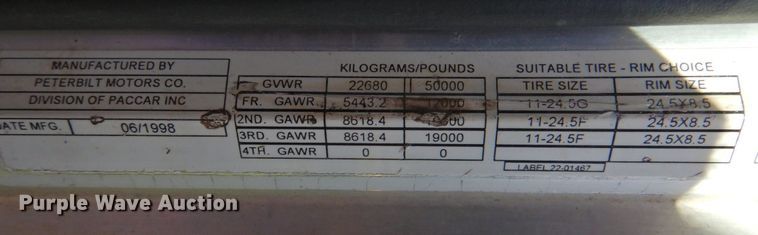 MANUFACTURED BY
PETERBILT MOTORS CO.
DIVISION OF PACCAR INC
DATE MFG. 06/1998
KILOGRAMS/POUNDS
GVWR 22680 50000
FR. GAWR 5443.2 12000
2ND. GAWR 8618.4
3RD. GAWR 8618.4 19000
4TH. GAWR 0 0
SUITABLE TIRE - RIM CHOICE
TIRE SIZE RIM SIZE
11-24.5G 24.5X8.5
11-24.5F 24.5X8.5
11-24.5F 24.5X8.5
LABEL 22-01467
Purple Wave Auction